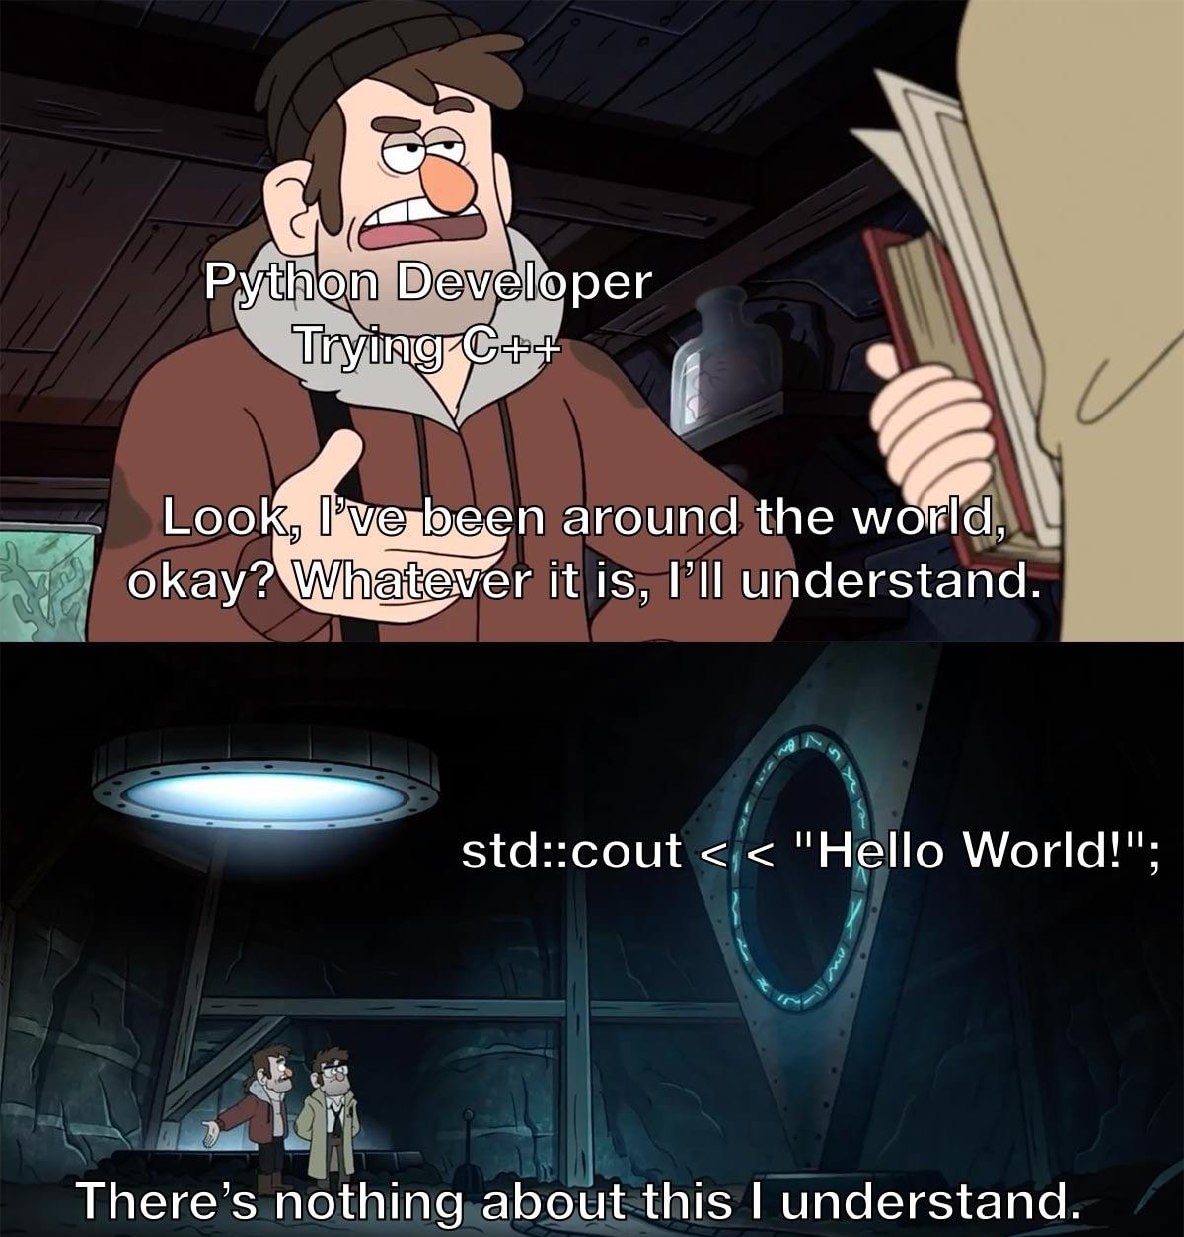 Python Developer
Trying C++
Look, I've been around the world,
okay? Whatever it is, I'll understand.
std::cout < < "Hello World!";
There's nothing about this I understand.